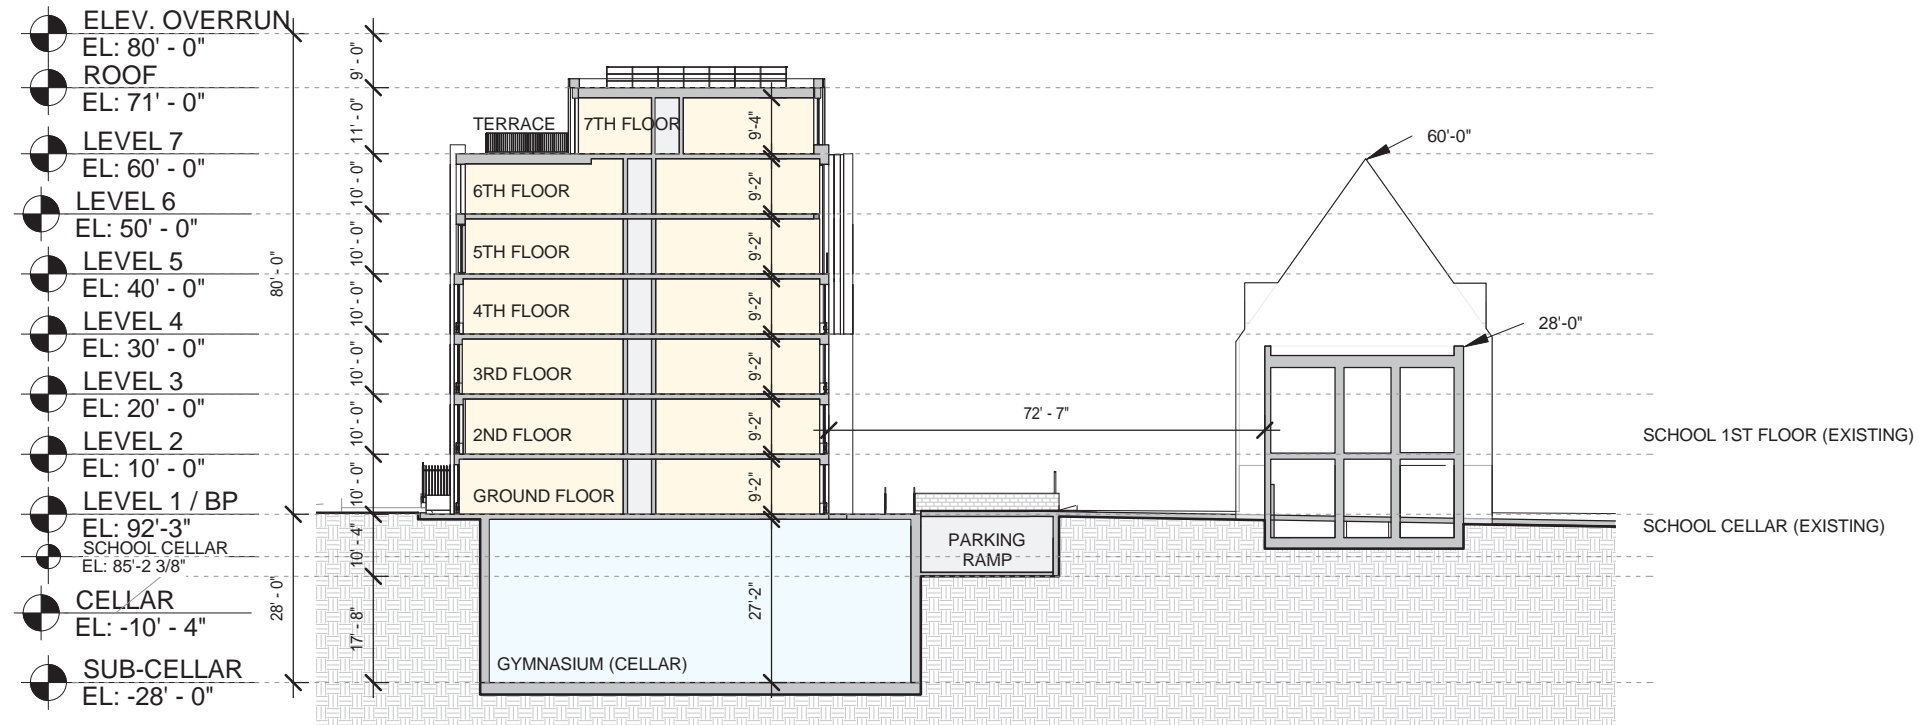 ELEV. OVERRUN
EL: 80' - 0"
ROOF
EL: 71' - 0"
LEVEL 7
EL: 60' - 0"
LEVEL 6
EL: 50' - 0"
LEVEL 5
EL: 40' - 0"
LEVEL 4
EL: 30' - 0"
LEVEL 3
EL: 20' - 0"
LEVEL 2
EL: 10' - 0"
LEVEL 1 / BP
EL: 92'-3"
SCHOOL CELLAR
EL: 85'-2 3/8"
CELLAR
EL: -10' - 4"
SUB-CELLAR
EL: -28' - 0"
80' - 0"
28' - 0"
9' - 0"
11' - 0"
10' - 0"
10' - 0"
10' - 0"
10' - 0"
10' - 0"
10' - 0"
10' - 4"
17' - 8"
TERRACE
7TH FLOOR
6TH FLOOR
5TH FLOOR
4TH FLOOR
3RD FLOOR
2ND FLOOR
GROUND FLOOR
GYMNASIUM (CELLAR)
9'-4"
9'-2"
9'-2"
9'-2"
9'-2"
9'-2"
9'-2"
27'-2"
72' - 7"
PARKING
RAMP
60'-0"
28'-0"
SCHOOL 1ST FLOOR (EXISTING)
SCHOOL CELLAR (EXISTING)